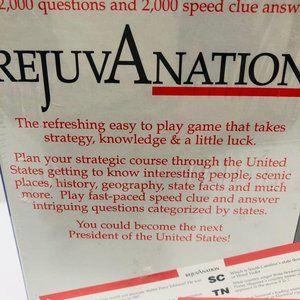 2,000 questions and 2,000 speed clue answ
REJUVANATION
The refreshing easy to play game that takes
strategy, knowledge & a little luck.
Plan your strategic course through the United
States getting to know interesting people, scenic
places, history, geography, state facts and much
more. Play fast-paced speed clue and answer
intriguing questions categorized by states.
You could become the next
President of the United States!
REJUVANATION
SC
TN